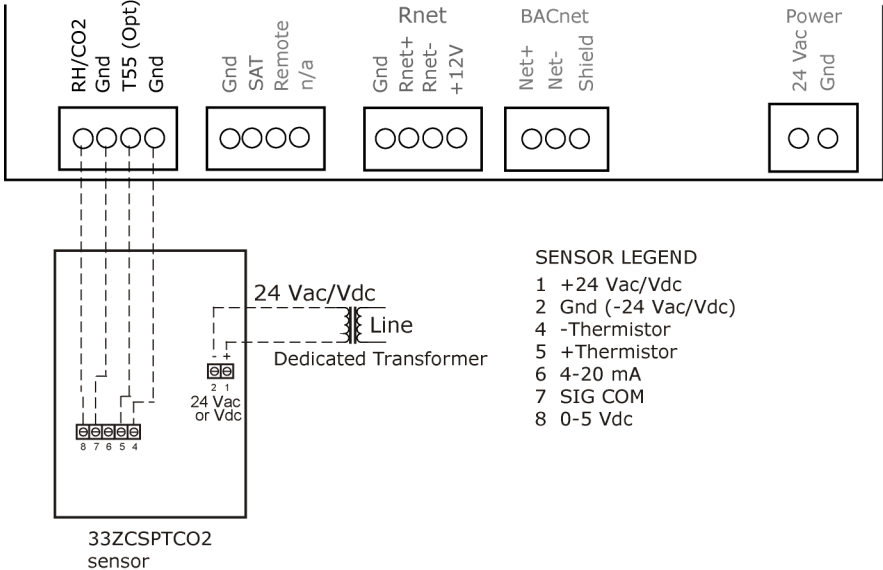 Rnet
BACnet
Power
RH/CO2
Gnd
T55 (Opt)
Gnd
Gnd
SAT
Remote
n/a
Gnd
Rnet+
Rnet-
+12V
Net+
Net-
Shield
24 Vac
Gnd
SENSOR LEGEND
1 +24 Vac/Vdc
2 Gnd (-24 Vac/Vdc)
4 -Thermistor
5 +Thermistor
6 4-20 mA
7 SIG COM
8 0-5 Vdc
24 Vac/Vdc
Line
Dedicated Transformer
- +
2 1
24 Vac
or Vdc
8 7 6 5 4
33ZCSPTCO2
sensor